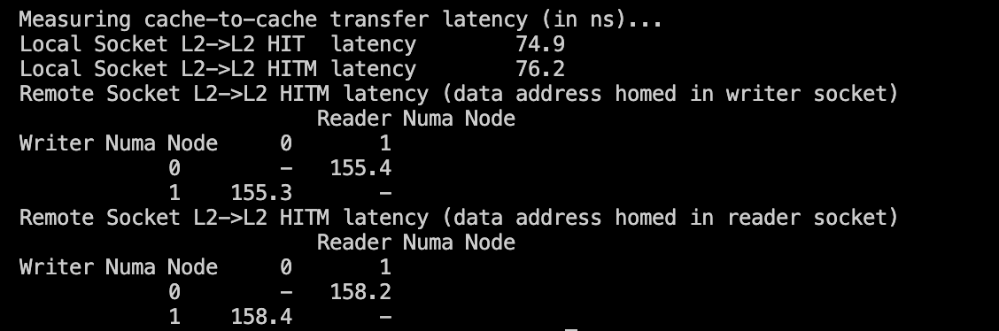 Measuring cache-to-cache transfer latency (in ns)...
Local Socket L2->L2 HIT  latency        74.9
Local Socket L2->L2 HITM latency        76.2
Remote Socket L2->L2 HITM latency (data address homed in writer socket)
                        Reader Numa Node
Writer Numa Node     0       1
            0        -   155.4
            1    155.3       -
Remote Socket L2->L2 HITM latency (data address homed in reader socket)
                        Reader Numa Node
Writer Numa Node     0       1
            0        -   158.2
            1    158.4       -